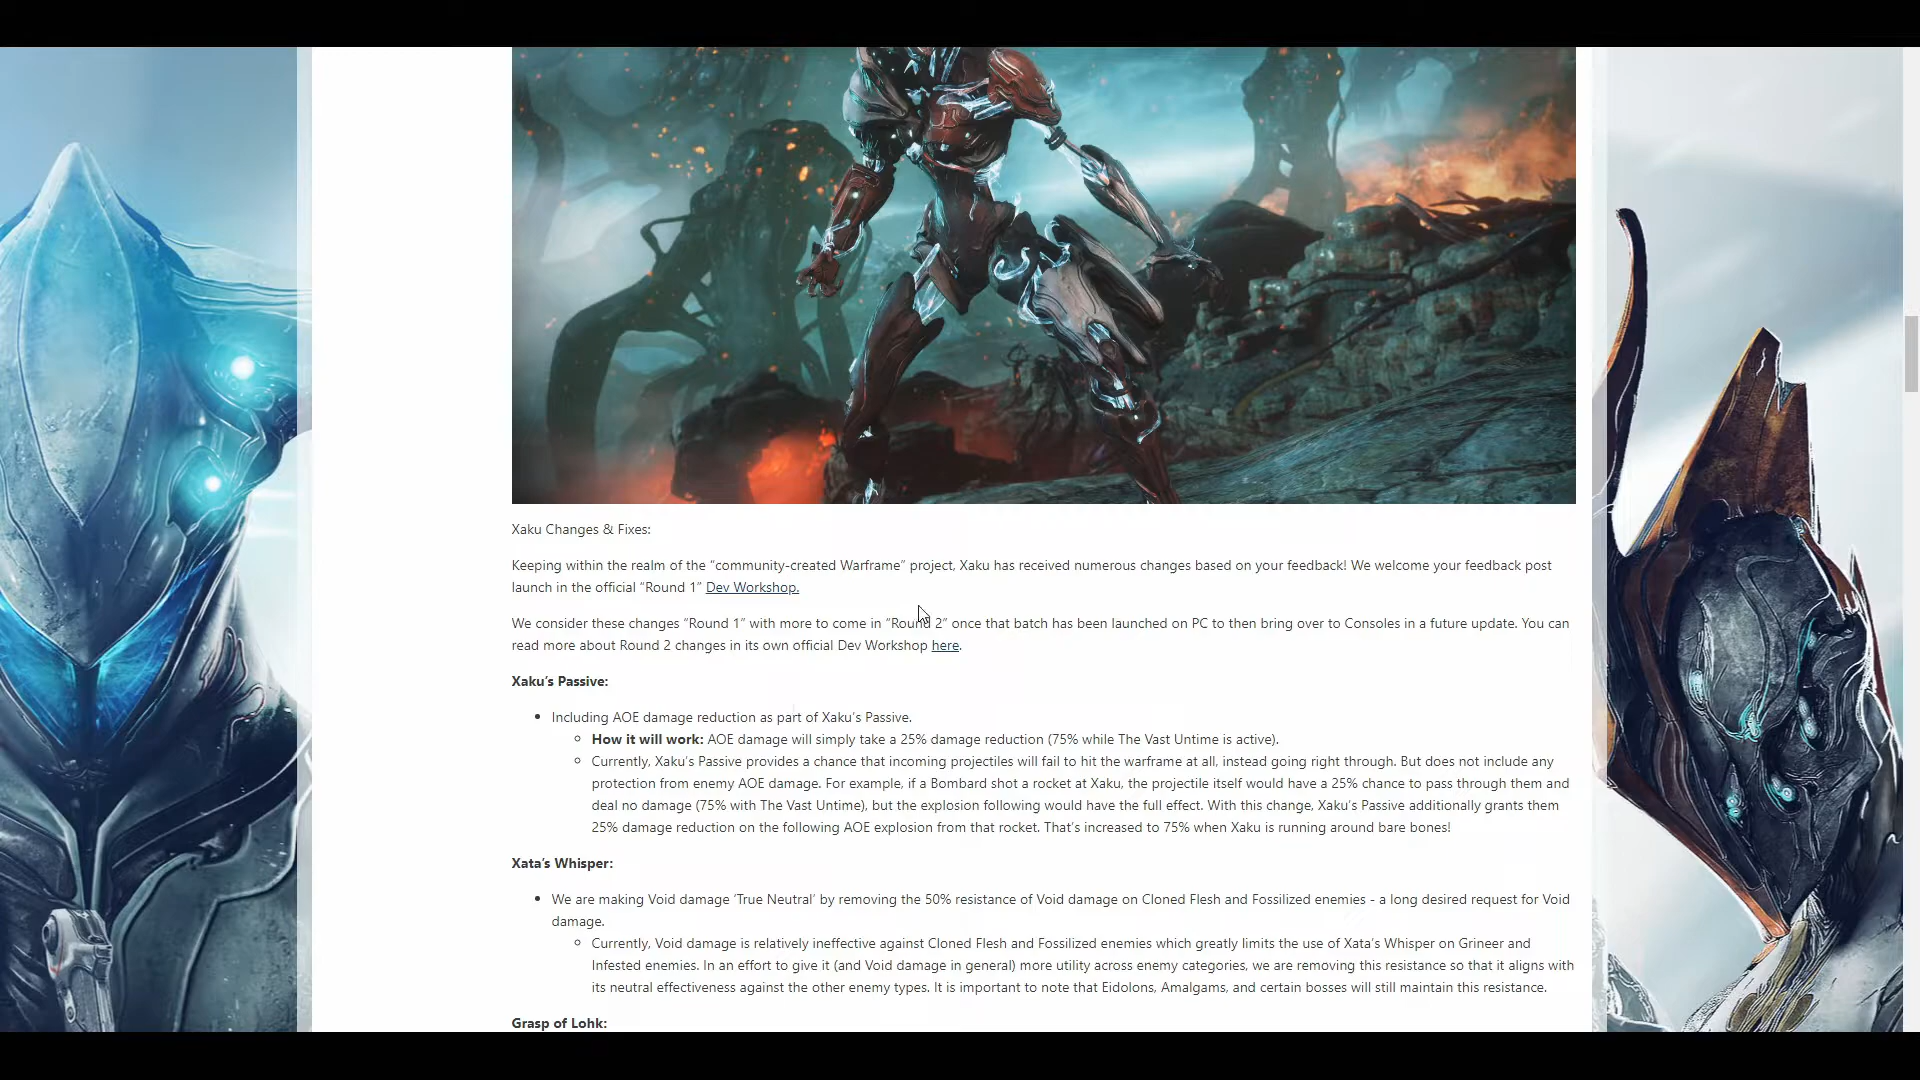 Xaku Changes & Fixes:
Keeping within the realm of the “community-created Warframe” project, Xaku has received numerous changes based on your feedback! We welcome your feedback post
launch in the official “Round 1” Dev Workshop.
We consider these changes “Round 1” with more to come in “Round 2” once that batch has been launched on PC to then bring over to Consoles in a future update. You can
read more about Round 2 changes in its own official Dev Workshop here.
Xaku’s Passive:
• Including AOE damage reduction as part of Xaku’s Passive.
○ How it will work: AOE damage will simply take a 25% damage reduction (75% while The Vast Untime is active).
○ Currently, Xaku’s Passive provides a chance that incoming projectiles will fail to hit the warframe at all, instead going right through. But does not include any
protection from enemy AOE damage. For example, if a Bombard shot a rocket at Xaku, the projectile itself would have a 25% chance to pass through them and
deal no damage (75% with The Vast Untime), but the explosion following would have the full effect. With this change, Xaku’s Passive additionally grants them
25% damage reduction on the following AOE explosion from that rocket. That’s increased to 75% when Xaku is running around bare bones!
Xata’s Whisper:
• We are making Void damage ‘True Neutral’ by removing the 50% resistance of Void damage on Cloned Flesh and Fossilized enemies - a long desired request for Void
damage.
○ Currently, Void damage is relatively ineffective against Cloned Flesh and Fossilized enemies which greatly limits the use of Xata’s Whisper on Grineer and
Infested enemies. In an effort to give it (and Void damage in general) more utility across enemy categories, we are removing this resistance so that it aligns with
its neutral effectiveness against the other enemy types. It is important to note that Eidolons, Amalgams, and certain bosses will still maintain this resistance.
Grasp of Lohk: